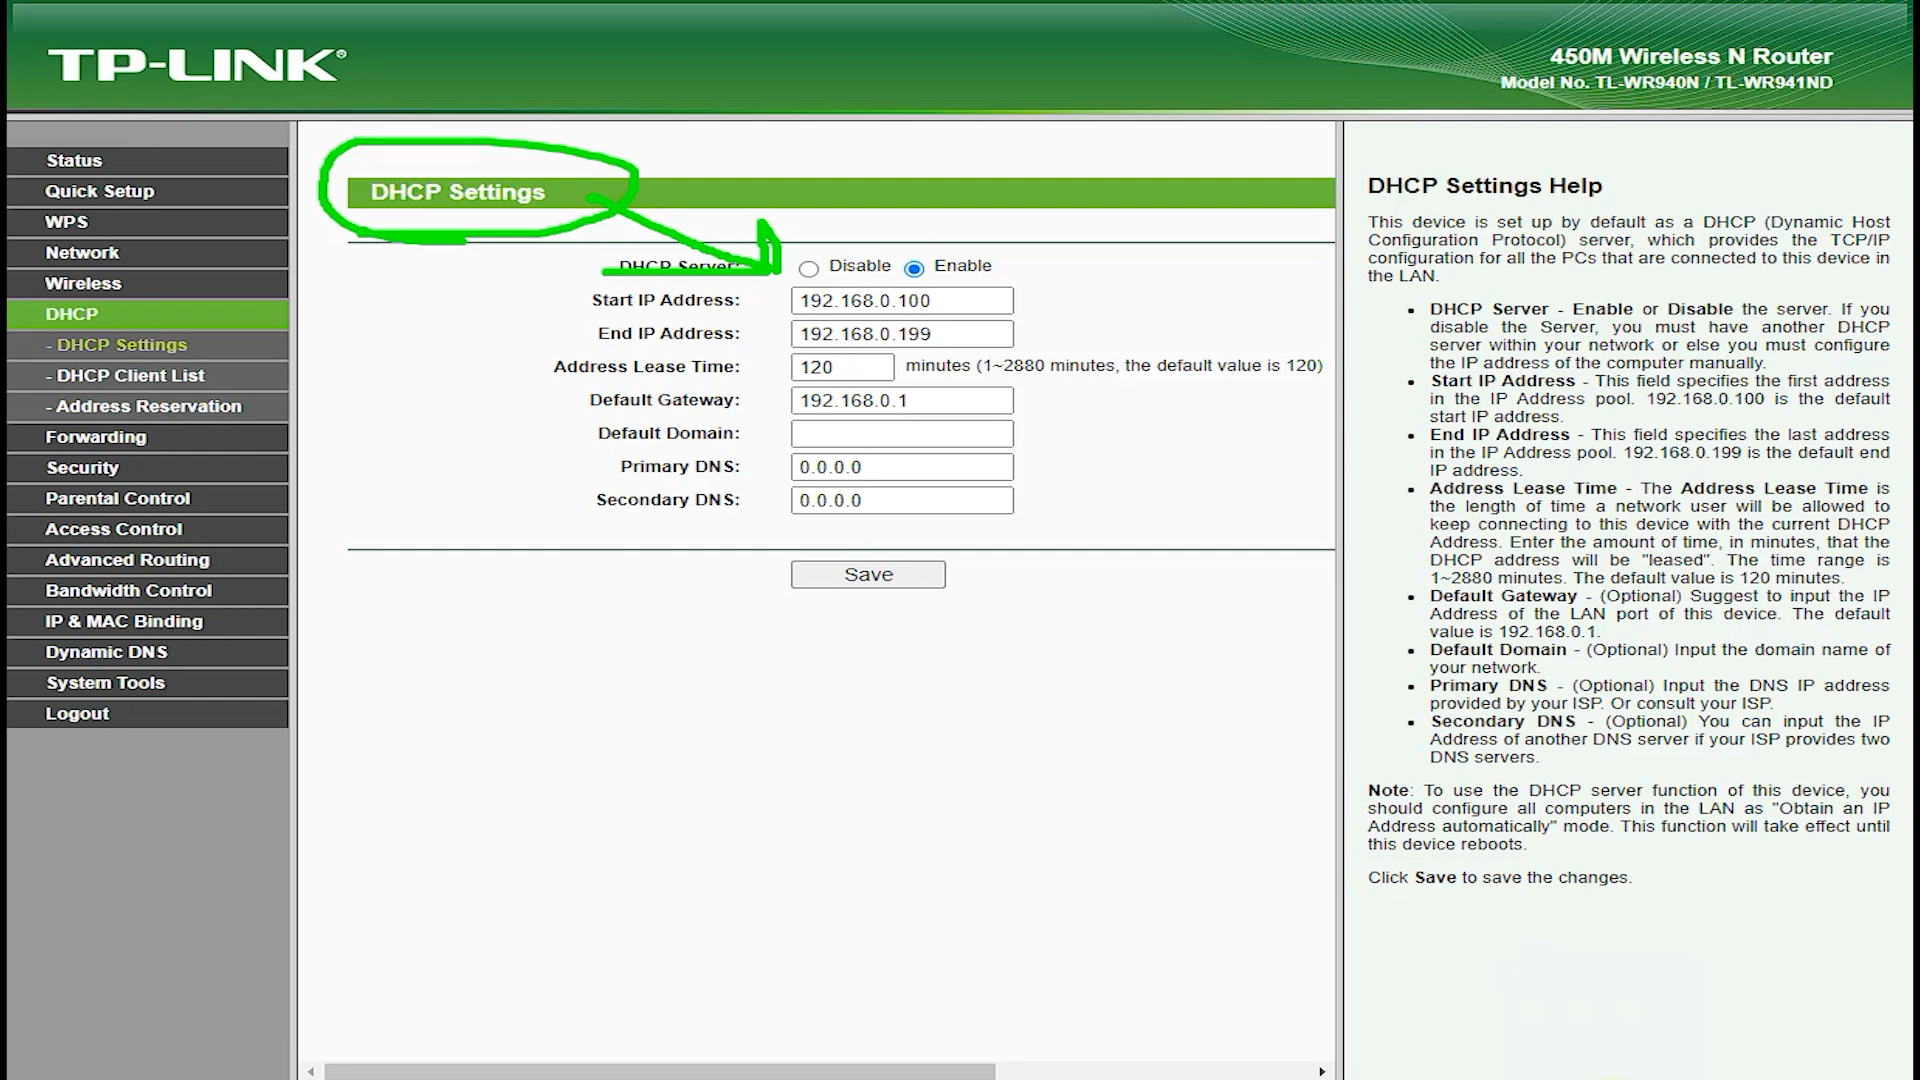 TP-LINK®
450M Wireless N Router
Model No. TL-WR940N / TL-WR941ND
Status
Quick Setup
WPS
Network
Wireless
DHCP
- DHCP Settings
- DHCP Client List
- Address Reservation
Forwarding
Security
Parental Control
Access Control
Advanced Routing
Bandwidth Control
IP & MAC Binding
Dynamic DNS
System Tools
Logout
DHCP Settings
DHCP Server: Disable Enable
Start IP Address: 192.168.0.100
End IP Address: 192.168.0.199
Address Lease Time: 120 minutes (1~2880 minutes, the default value is 120)
Default Gateway: 192.168.0.1
Default Domain:
Primary DNS: 0.0.0.0
Secondary DNS: 0.0.0.0
Save
DHCP Settings Help
This device is set up by default as a DHCP (Dynamic Host
Configuration Protocol) server, which provides the TCP/IP
configuration for all the PCs that are connected to this device in
the LAN.
• DHCP Server - Enable or Disable the server. If you
disable the Server, you must have another DHCP
server within your network or else you must configure
the IP address of the computer manually.
• Start IP Address - This field specifies the first address
in the IP Address pool. 192.168.0.100 is the default
start IP address.
• End IP Address - This field specifies the last address
in the IP Address pool. 192.168.0.199 is the default end
IP address.
• Address Lease Time - The Address Lease Time is
the length of time a network user will be allowed to
keep connecting to this device with the current DHCP
Address. Enter the amount of time, in minutes, that the
DHCP address will be "leased". The time range is
1~2880 minutes. The default value is 120 minutes.
• Default Gateway - (Optional) Suggest to input the IP
Address of the LAN port of this device. The default
value is 192.168.0.1.
• Default Domain - (Optional) Input the domain name of
your network.
• Primary DNS - (Optional) Input the DNS IP address
provided by your ISP. Or consult your ISP.
• Secondary DNS - (Optional) You can input the IP
Address of another DNS server if your ISP provides two
DNS servers.
Note: To use the DHCP server function of this device, you
should configure all computers in the LAN as "Obtain an IP
Address automatically" mode. This function will take effect until
this device reboots.
Click Save to save the changes.